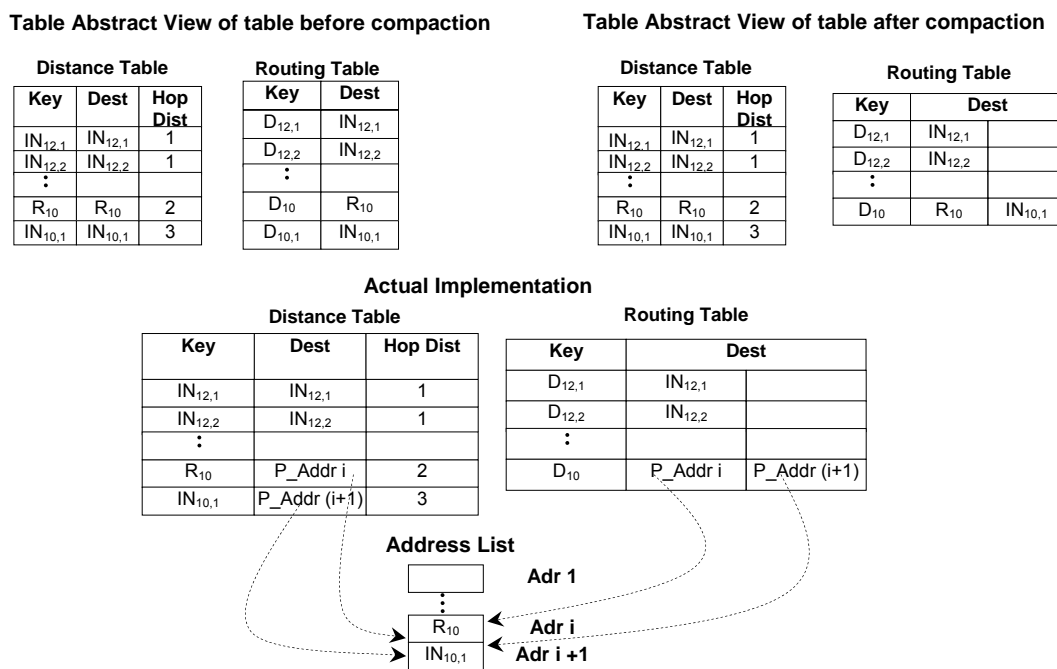 Table Abstract View of table before compaction
Distance Table
Key Dest Hop Dist
IN12,1 IN12,1 1
IN12,2 IN12,2 1
⋮
R10 R10 2
IN10,1 IN10,1 3
Routing Table
Key Dest
D12,1 IN12,1
D12,2 IN12,2
⋮
D10 R10
D10,1 IN10,1
Table Abstract View of table after compaction
Distance Table
Key Dest Hop Dist
IN12,1 IN12,1 1
IN12,2 IN12,2 1
⋮
R10 R10 2
IN10,1 IN10,1 3
Routing Table
Key Dest
D12,1 IN12,1
D12,2 IN12,2
⋮
D10 R10 IN10,1
Actual Implementation
Distance Table
Key Dest Hop Dist
IN12,1 IN12,1 1
IN12,2 IN12,2 1
⋮
R10 P_Addr i 2
IN10,1 P_Addr (i+1) 3
Routing Table
Key Dest
D12,1 IN12,1
D12,2 IN12,2
⋮
D10 P_Addr i P_Addr (i+1)
Address List
Adr 1
⋮
R10 Adr i
IN10,1 Adr i +1